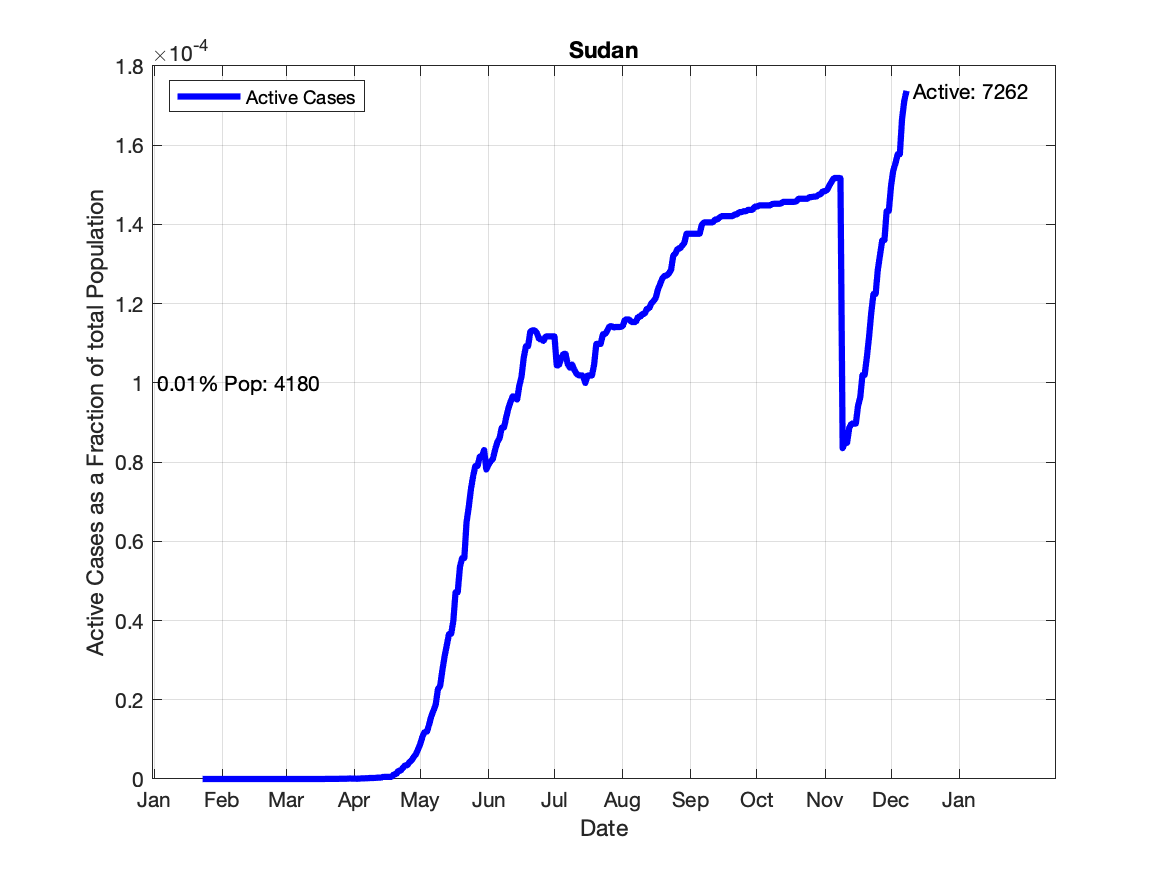 Sudan
×10^-4
1.8
1.6
1.4
1.2
1
0.8
0.6
0.4
0.2
0
Active Cases as a Fraction of total Population
Active Cases
Active: 7262
0.01% Pop: 4180
Jan Feb Mar Apr May Jun Jul Aug Sep Oct Nov Dec Jan
Date